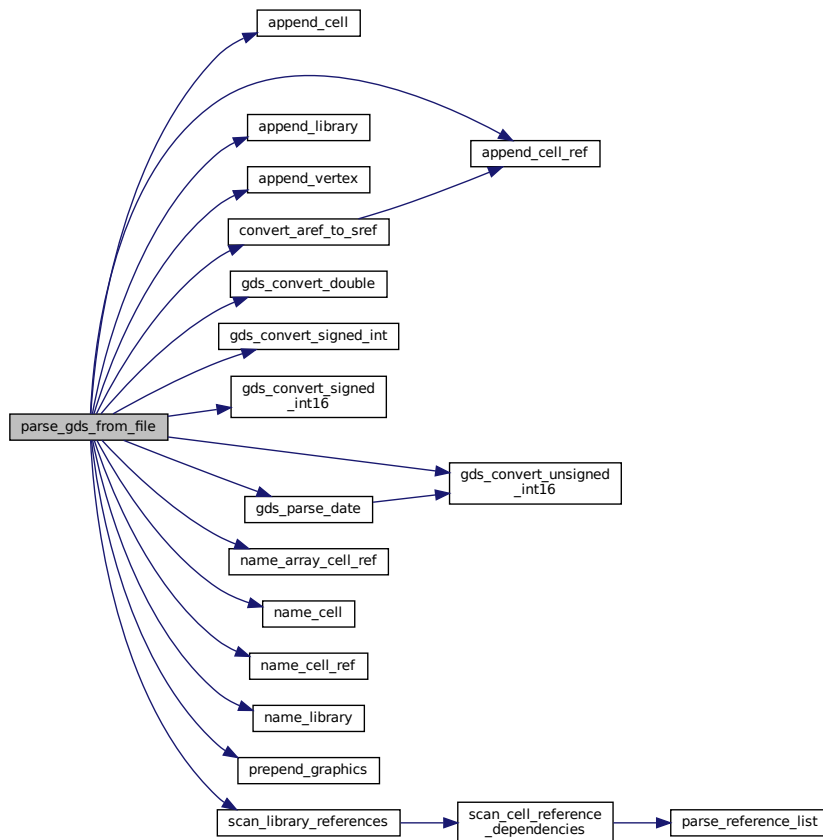 append_cell
append_library
append_cell_ref
append_vertex
convert_aref_to_sref
gds_convert_double
gds_convert_signed_int
gds_convert_signed
_int16
parse_gds_from_file
gds_convert_unsigned
_int16
gds_parse_date
name_array_cell_ref
name_cell
name_cell_ref
name_library
prepend_graphics
scan_library_references
scan_cell_reference
_dependencies
parse_reference_list